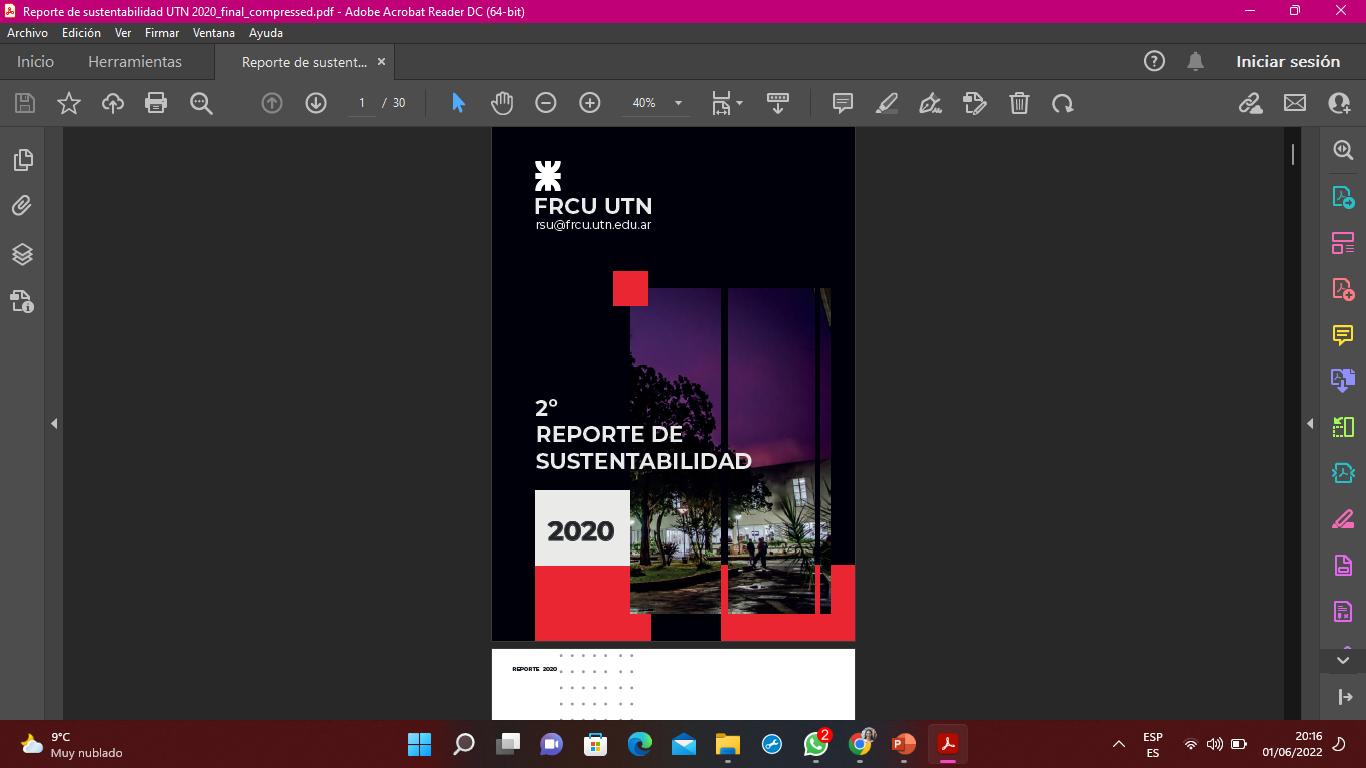 Reporte de sustentabilidad UTN 2020_final_compressed.pdf - Adobe Acrobat Reader DC (64-bit)
Archivo Edición Ver Firmar Ventana Ayuda
Inicio Herramientas Reporte de sustent... Iniciar sesión
1 / 30 40%
FRCU UTN
rsu@frcu.utn.edu.ar
2º
REPORTE DE
SUSTENTABILIDAD
2020
REPORTE 2020
9°C
Muy nublado
2
ESP
ES
20:16
01/06/2022